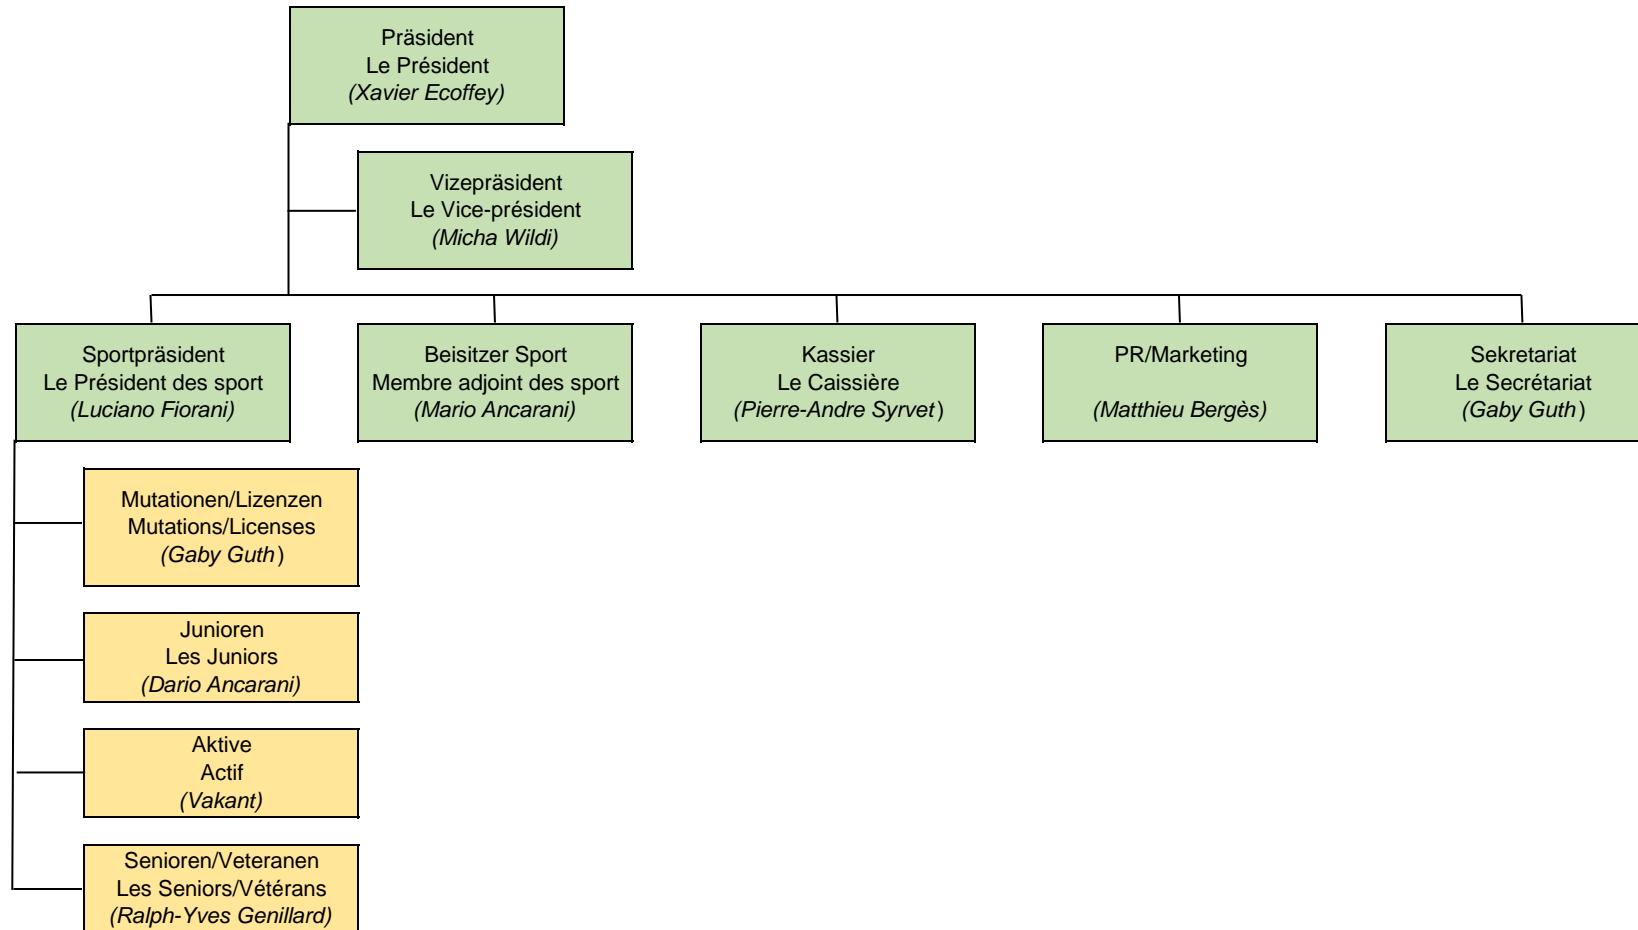 Präsident
Le Président
(Xavier Ecoffey)
Vizepräsident
Le Vice-président
(Micha Wildi)
Sportpräsident
Le Président des sport
(Luciano Fiorani)
Beisitzer Sport
Membre adjoint des sport
(Mario Ancarani)
Kassier
Le Caissière
(Pierre-Andre Syrvet)
PR/Marketing
(Matthieu Bergès)
Sekretariat
Le Secrétariat
(Gaby Guth)
Mutationen/Lizenzen
Mutations/Licenses
(Gaby Guth)
Junioren
Les Juniors
(Dario Ancarani)
Aktive
Actif
(Vakant)
Senioren/Veteranen
Les Seniors/Vétérans
(Ralph-Yves Genillard)